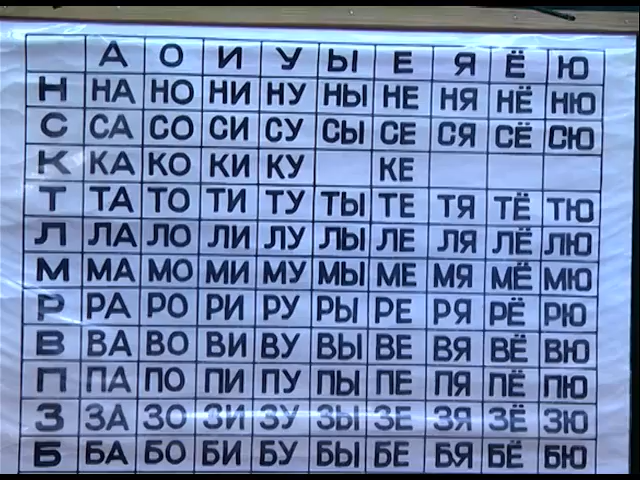 А О И У Ы Е Я Ё Ю
Н НА НО НИ НУ НЫ НЕ НЯ НЁ НЮ
С СА СО СИ СУ СЫ СЕ СЯ СЁ СЮ
К КА КО КИ КУ КЕ
Т ТА ТО ТИ ТУ ТЫ ТЕ ТЯ ТЁ ТЮ
Л ЛА ЛО ЛИ ЛУ ЛЫ ЛЕ ЛЯ ЛЁ ЛЮ
М МА МО МИ МУ МЫ МЕ МЯ МЁ МЮ
Р РА РО РИ РУ РЫ РЕ РЯ РЁ РЮ
В ВА ВО ВИ ВУ ВЫ ВЕ ВЯ ВЁ ВЮ
П ПА ПО ПИ ПУ ПЫ ПЕ ПЯ ПЁ ПЮ
З ЗА ЗО ЗИ ЗУ ЗЫ ЗЕ ЗЯ ЗЁ ЗЮ
Б БА БО БИ БУ БЫ БЕ БЯ БЁ БЮ